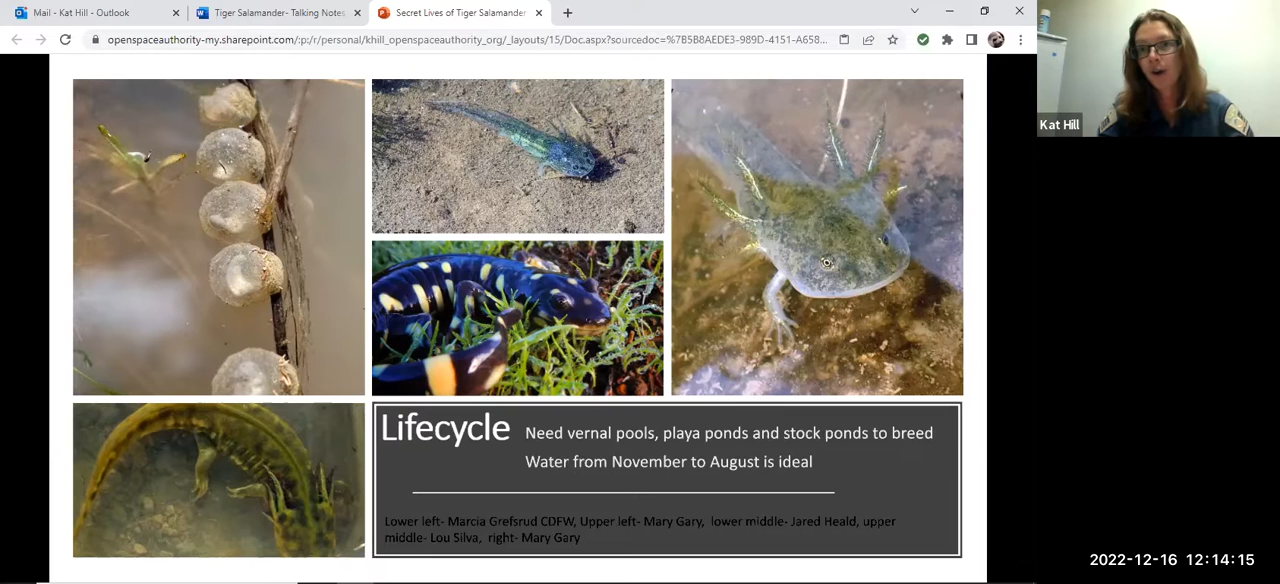 Mail - Kat Hill - Outlook
Tiger Salamander- Talking Notes
Secret Lives of Tiger Salamander
openspaceauthority-my.sharepoint.com/:p:/r/personal/khill_openspaceauthority_org/_layouts/15/Doc.aspx?sourcedoc=%7B5B8AEDE3-989D-4151-A658...
Kat Hill
Lifecycle
Need vernal pools, playa ponds and stock ponds to breed
Water from November to August is ideal
Lower left- Marcia Grefsrud CDFW, Upper left- Mary Gary, lower middle- Jared Heald, upper
middle- Lou Silva, right- Mary Gary
2022-12-16 12:14:15